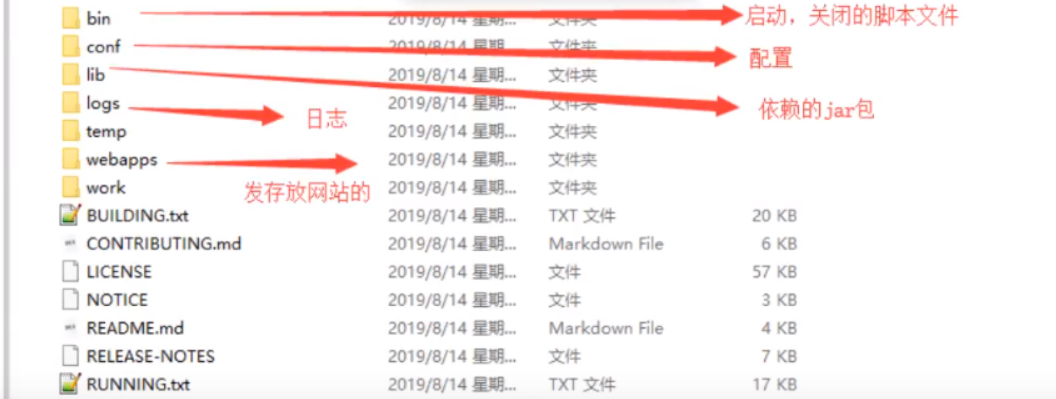 bin 2019/8/14 星期... 文件夹 启动，关闭的脚本文件
conf 2019/8/14 星期... 文件夹 配置
lib 2019/8/14 星期... 文件夹
logs 2019/8/14 星期... 文件夹 依赖的jar包
日志
temp 2019/8/14 星期... 文件夹
webapps 2019/8/14 星期... 文件夹
work 2019/8/14 星期... 文件夹
发存放网站的
BUILDING.txt 2019/8/14 星期... TXT 文件 20 KB
CONTRIBUTING.md 2019/8/14 星期... Markdown File 6 KB
LICENSE 2019/8/14 星期... 文件 57 KB
NOTICE 2019/8/14 星期... 文件 3 KB
README.md 2019/8/14 星期... Markdown File 4 KB
RELEASE-NOTES 2019/8/14 星期... 文件 7 KB
RUNNING.txt 2019/8/14 星期... TXT 文件 17 KB